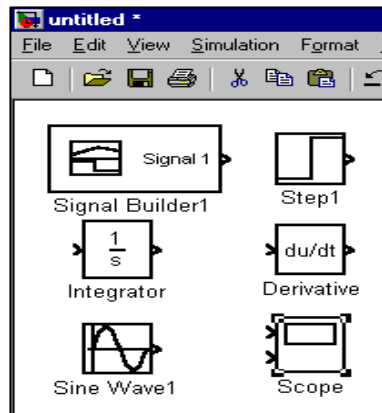 untitled *
File Edit View Simulation Format
Signal 1
Signal Builder1
Step1
1
s
du/dt
Integrator
Derivative
Sine Wave1
Scope